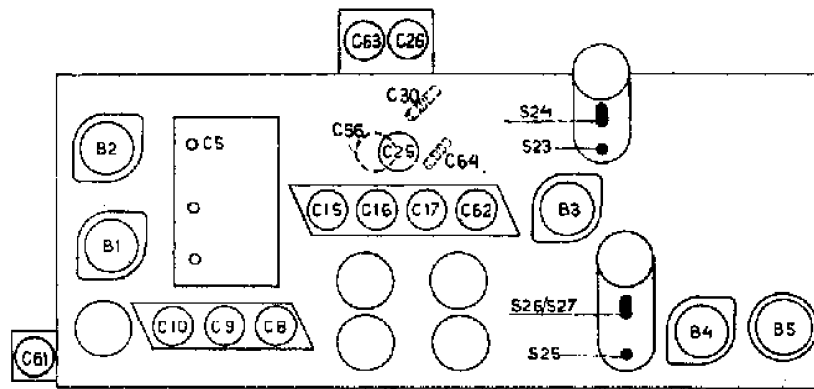 C63 C26
C30
S24
C56
B2
C5
C25
C64
S23
C15 C16 C17 C62
B3
B1
S26/S27
C10 C9 C8
B4
B5
C61
S25